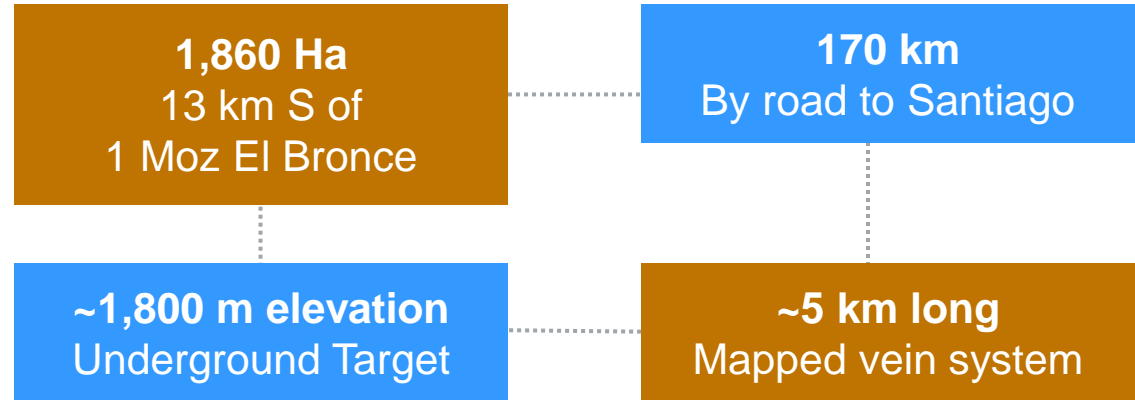 1,860 Ha
13 km S of
1 Moz El Bronce
170 km
By road to Santiago
~1,800 m elevation
Underground Target
~5 km long
Mapped vein system